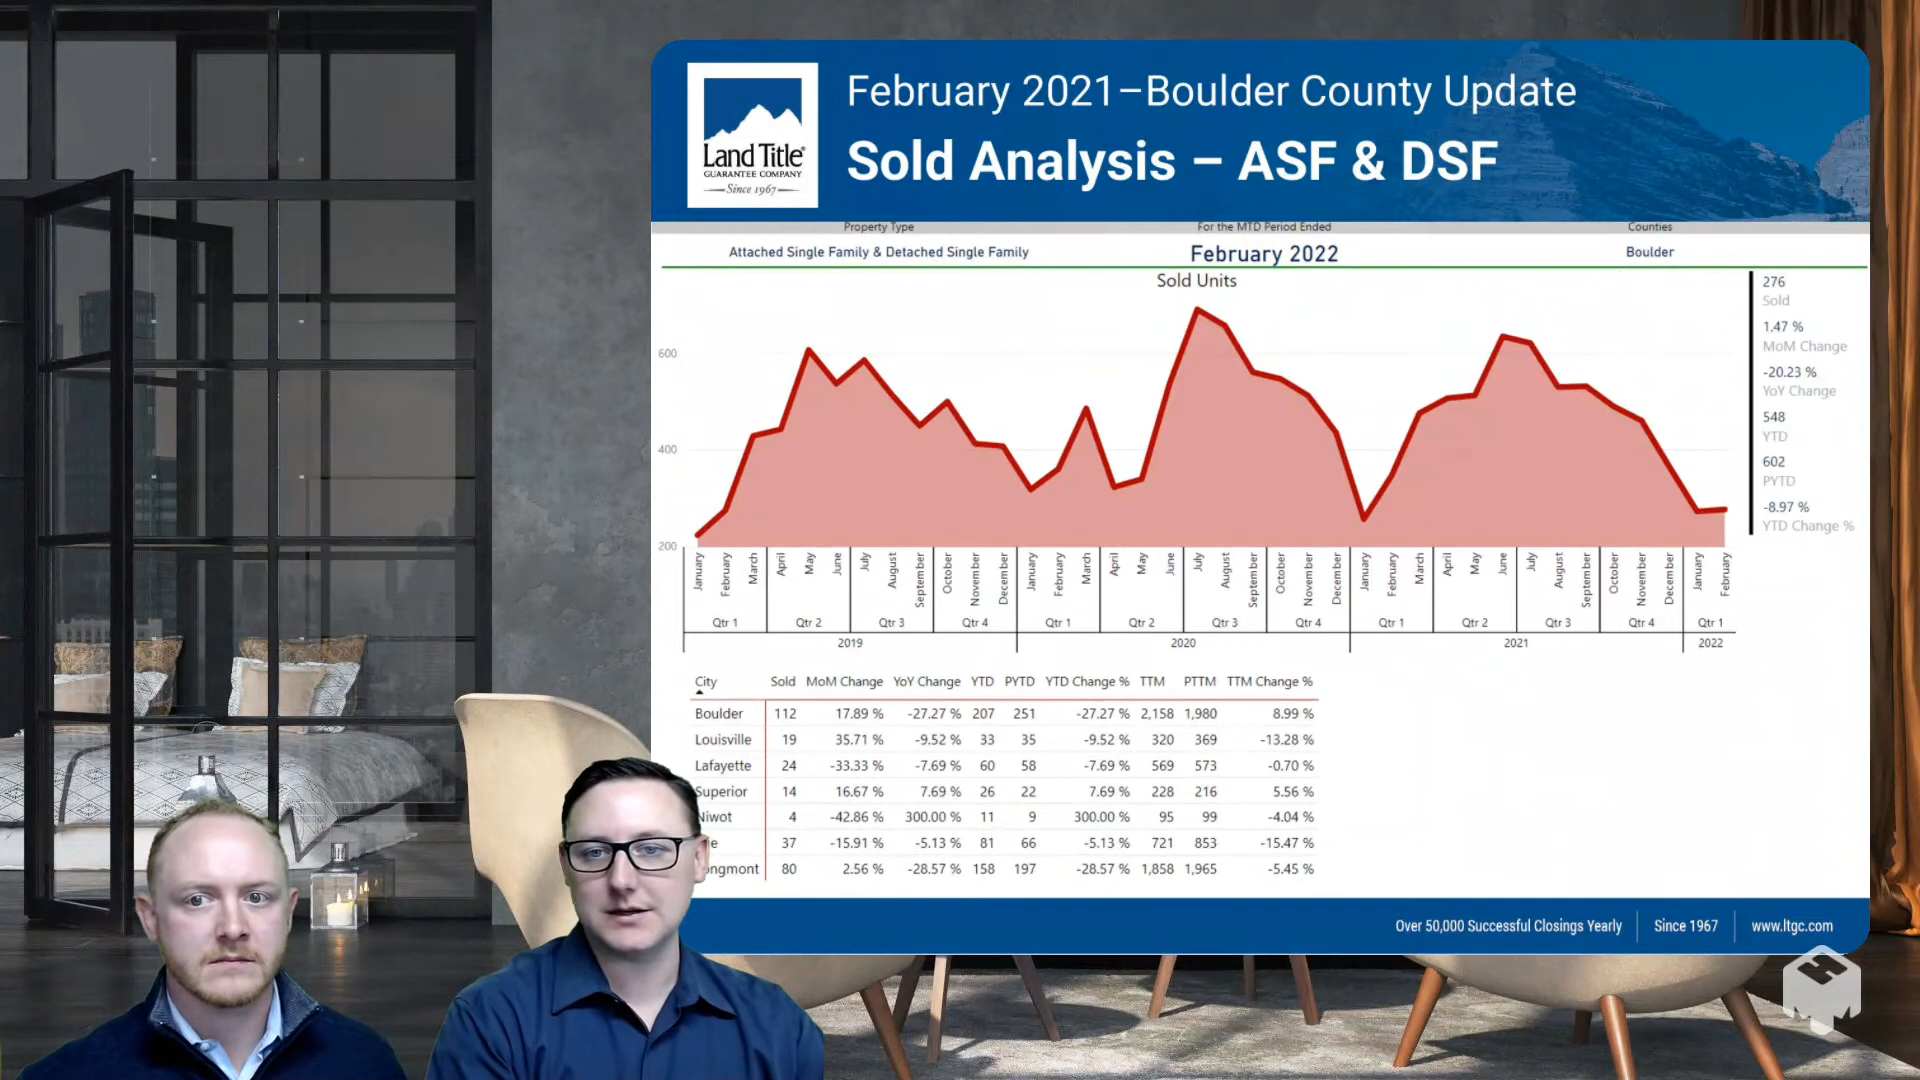 February 2021–Boulder County Update
Sold Analysis – ASF & DSF
Land Title®
GUARANTEE COMPANY
Since 1967
Property Type For the MTD Period Ended Counties
Attached Single Family & Detached Single Family February 2022 Boulder
Sold Units
600
400
200
276
Sold
1.47 %
MoM Change
-20.23 %
YoY Change
548
YTD
602
PYTD
-8.97 %
YTD Change %
January February March April May June July August September October November December January February March April May June July August September October November December January February March April May June July August September October November December January February
Qtr 1 Qtr 2 Qtr 3 Qtr 4 Qtr 1 Qtr 2 Qtr 3 Qtr 4 Qtr 1 Qtr 2 Qtr 3 Qtr 4 Qtr 1
2019 2020 2021 2022
City Sold MoM Change YoY Change YTD PYTD YTD Change % TTM PTTM TTM Change %
Boulder 112 17.89 % -27.27 % 207 251 -27.27 % 2,158 1,980 8.99 %
Louisville 19 35.71 % -9.52 % 33 35 -9.52 % 320 369 -13.28 %
Lafayette 24 -33.33 % -7.69 % 60 58 -7.69 % 569 573 -0.70 %
Superior 14 16.67 % 7.69 % 26 22 7.69 % 228 216 5.56 %
Niwot 4 -42.86 % 300.00 % 11 9 300.00 % 95 99 -4.04 %
e 37 -15.91 % -5.13 % 81 66 -5.13 % 721 853 -15.47 %
ongmont 80 2.56 % -28.57 % 158 197 -28.57 % 1,858 1,965 -5.45 %
Over 50,000 Successful Closings Yearly Since 1967 www.ltgc.com